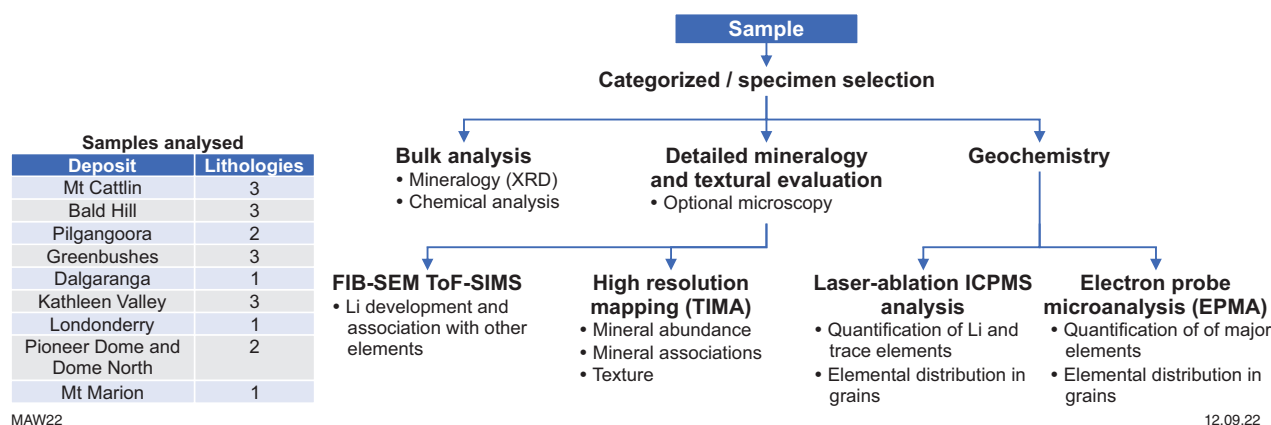 Sample
Categorized / specimen selection
Samples analysed
Deposit Lithologies
Mt Cattlin 3
Bald Hill 3
Pilgangoora 2
Greenbushes 3
Dalgaranga 1
Kathleen Valley 3
Londonderry 1
Pioneer Dome and 2
Dome North
Mt Marion 1
Bulk analysis
• Mineralogy (XRD)
• Chemical analysis
Detailed mineralogy
and textural evaluation
• Optional microscopy
Geochemistry
FIB-SEM ToF-SIMS
• Li development and
association with other
elements
High resolution
mapping (TIMA)
• Mineral abundance
• Mineral associations
• Texture
Laser-ablation ICPMS
analysis
• Quantification of Li and
trace elements
• Elemental distribution in
grains
Electron probe
microanalysis (EPMA)
• Quantification of of major
elements
• Elemental distribution in
grains
MAW22
12.09.22